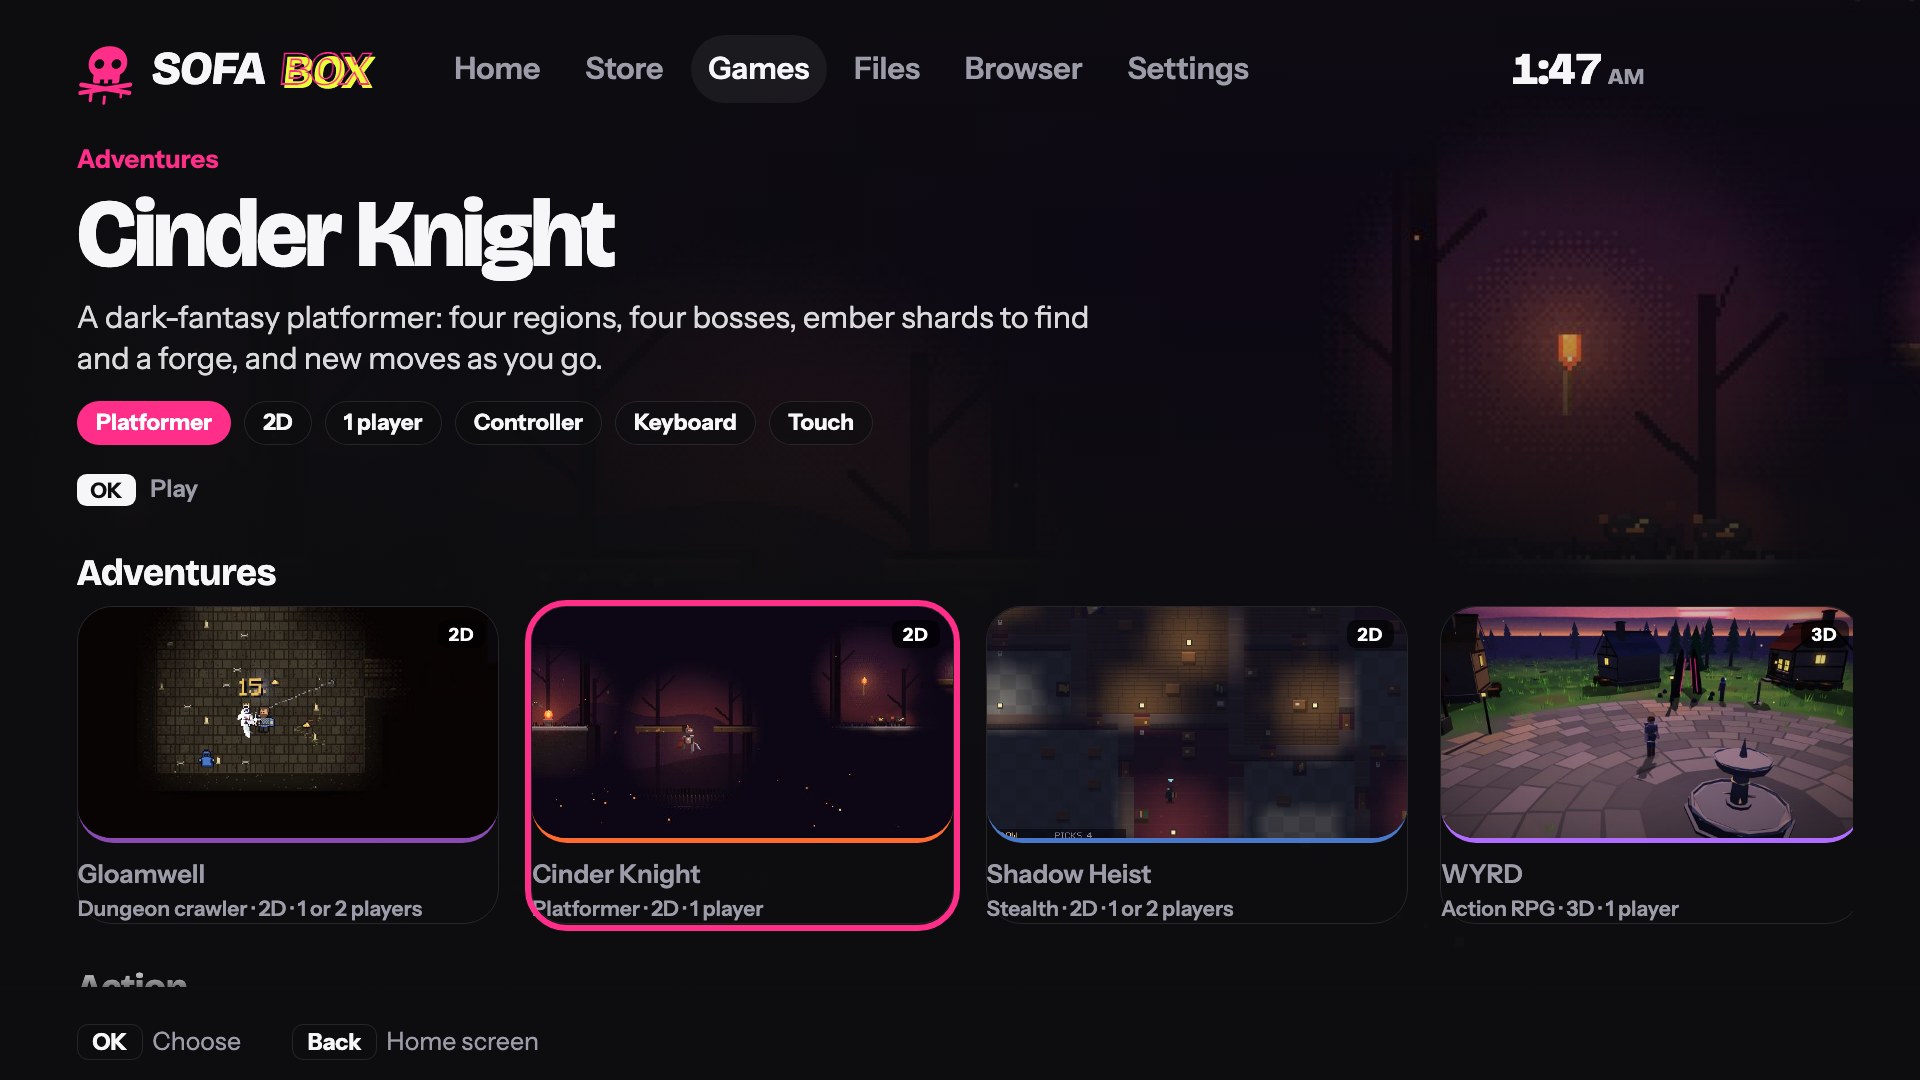 SOFA BOX
Home
Store
Games
Files
Browser
Settings
1:47 AM
Adventures
Cinder Knight
A dark-fantasy platformer: four regions, four bosses, ember shards to find
and a forge, and new moves as you go.
Platformer
2D
1 player
Controller
Keyboard
Touch
OK Play
Adventures
2D
15
2D
2D
PICKS 4
3D
Gloamwell
Dungeon crawler · 2D · 1 or 2 players
Cinder Knight
Platformer · 2D · 1 player
Shadow Heist
Stealth · 2D · 1 or 2 players
WYRD
Action RPG · 3D · 1 player
Action
OK Choose
Back Home screen